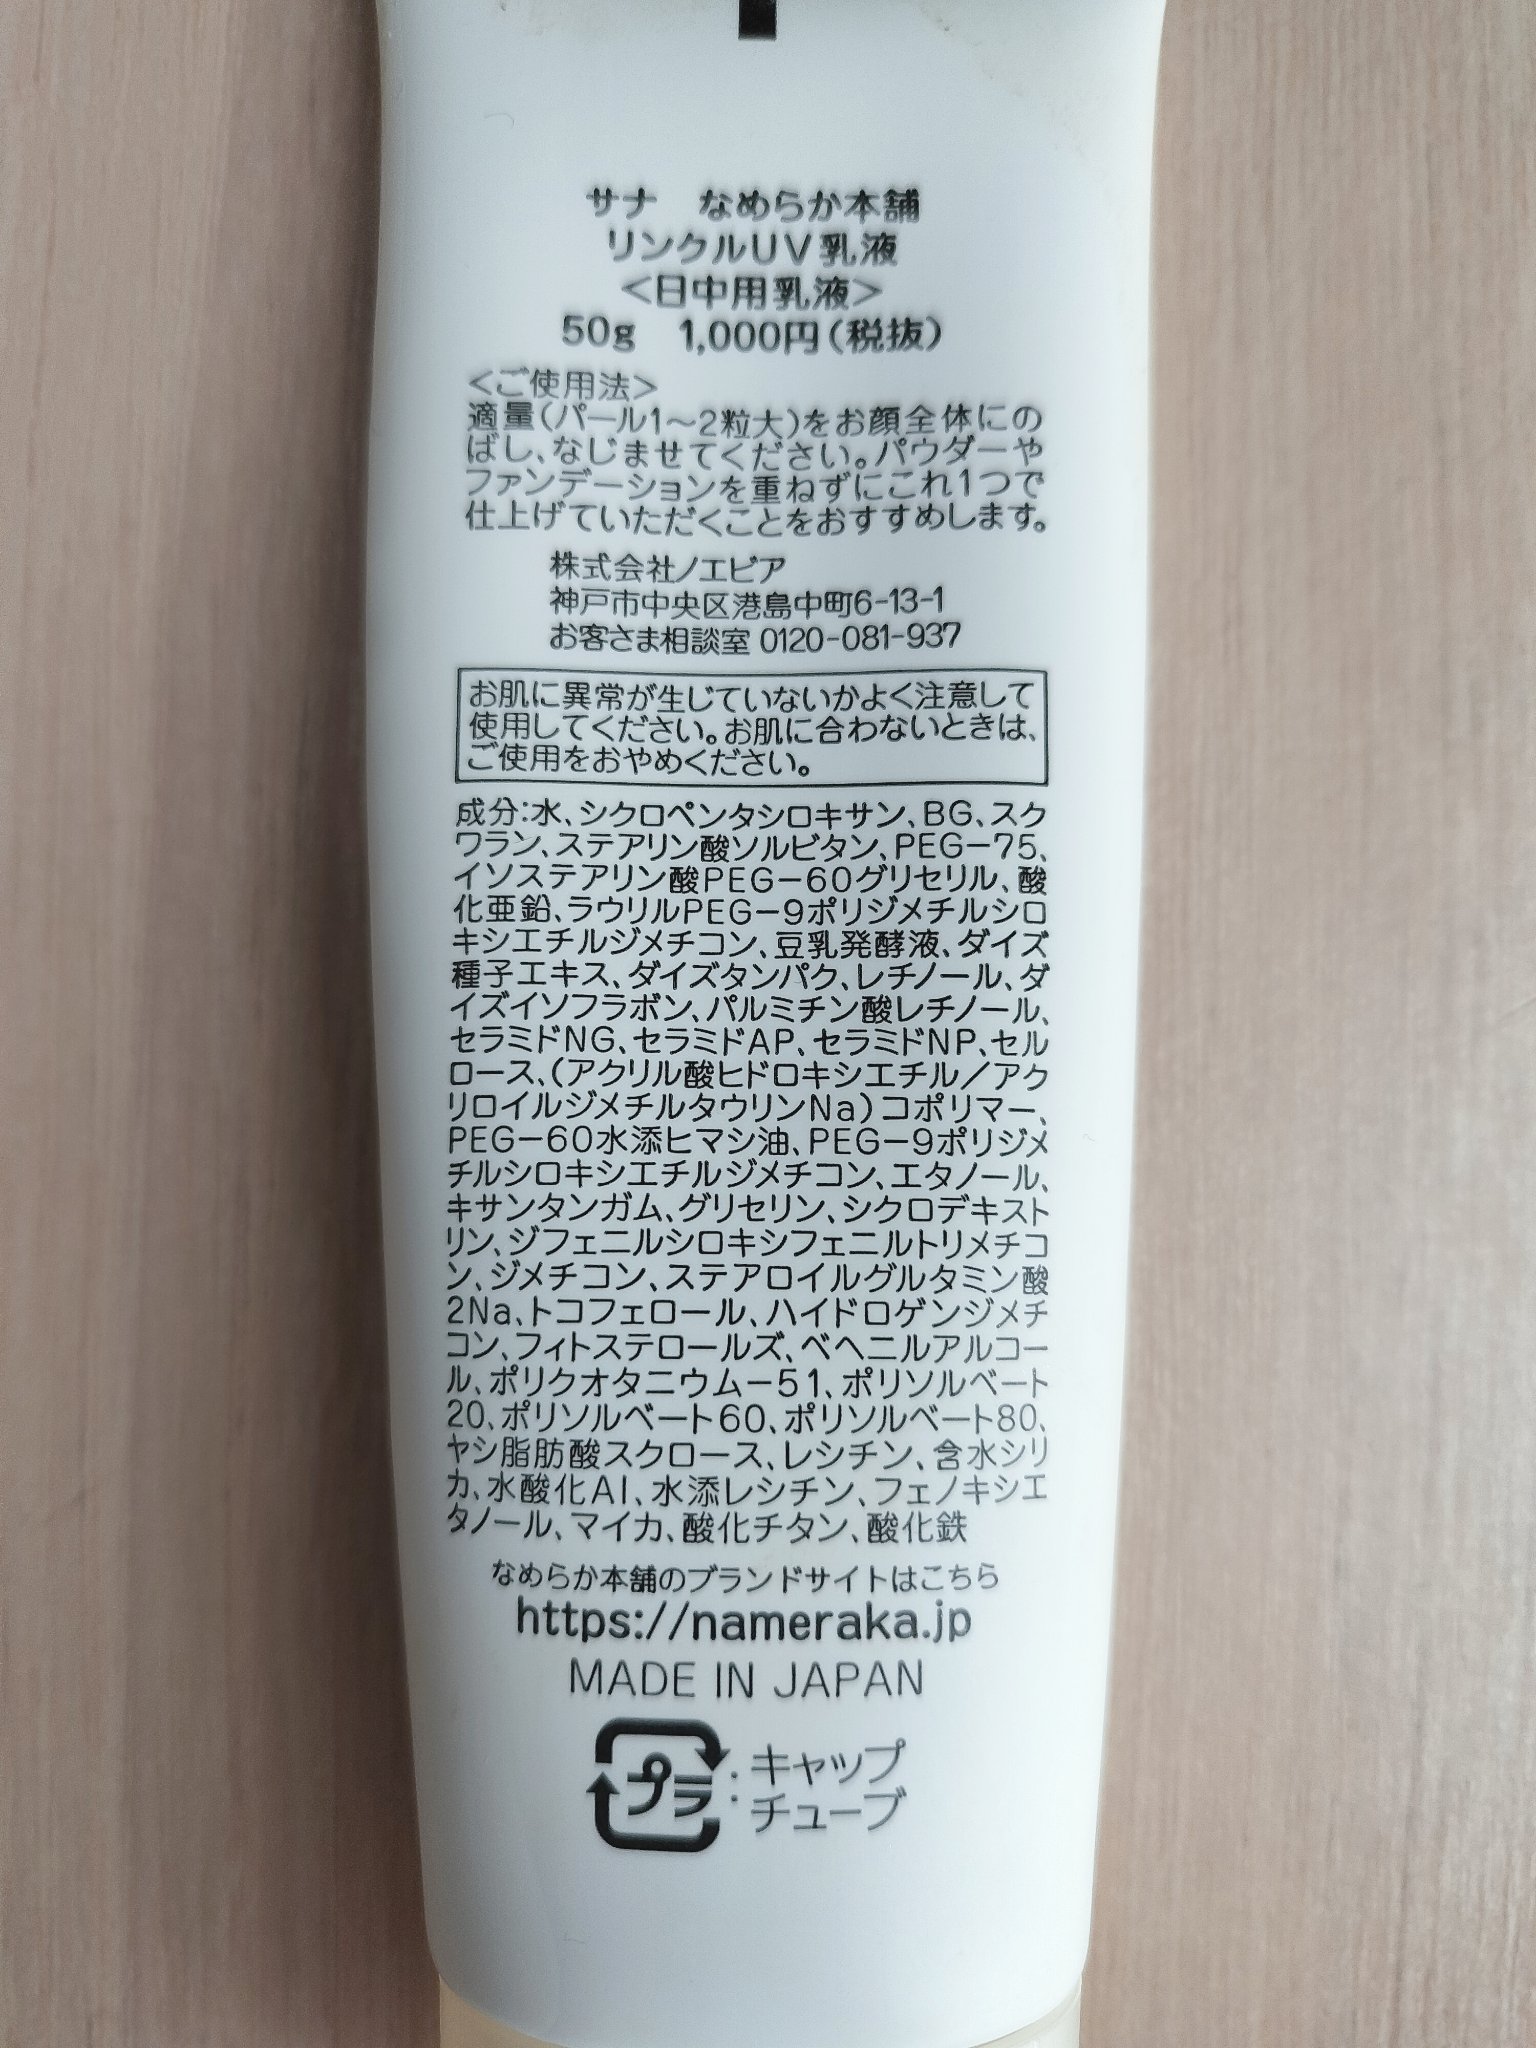 サナ　なめらか本舗
リンクルUV乳液
＜日中用乳液＞
50g　1,000円（税抜）
＜ご使用法＞
適量（パール1～2粒大）をお顔全体にの
ばし、なじませてください。パウダーや
ファンデーションを重ねずにこれ1つで
仕上げていただくことをおすすめします。
株式会社ノエビア
神戸市中央区港島中町6-13-1
お客さま相談室 0120-081-937
お肌に異常が生じていないかよく注意して
使用してください。お肌に合わないときは、
ご使用をおやめください。
成分：水、シクロペンタシロキサン、BG、スク
ワラン、ステアリン酸ソルビタン、PEG－75、
イソステアリン酸PEG－60グリセリル、酸
化亜鉛、ラウリルPEG－9ポリジメチルシロ
キシエチルジメチコン、豆乳発酵液、ダイズ
種子エキス、ダイズタンパク、レチノール、ダ
イズイソフラボン、パルミチン酸レチノール、
セラミドNG、セラミドAP、セラミドNP、セル
ロース、（アクリル酸ヒドロキシエチル／アク
リロイルジメチルタウリンNa）コポリマー、
PEG－60水添ヒマシ油、PEG－9ポリジメ
チルシロキシエチルジメチコン、エタノール、
キサンタンガム、グリセリン、シクロデキスト
リン、ジフェニルシロキシフェニルトリメチコ
ン、ジメチコン、ステアロイルグルタミン酸
2Na、トコフェロール、ハイドロゲンジメチ
コン、フィトステロールズ、ベヘニルアルコー
ル、ポリクオタニウム－51、ポリソルベート
20、ポリソルベート60、ポリソルベート80、
ヤシ脂肪酸スクロース、レシチン、含水シリ
カ、水酸化Al、水添レシチン、フェノキシエ
タノール、マイカ、酸化チタン、酸化鉄
なめらか本舗のブランドサイトはこちら
https://nameraka.jp
MADE IN JAPAN
プラ：キャップ
：チューブ